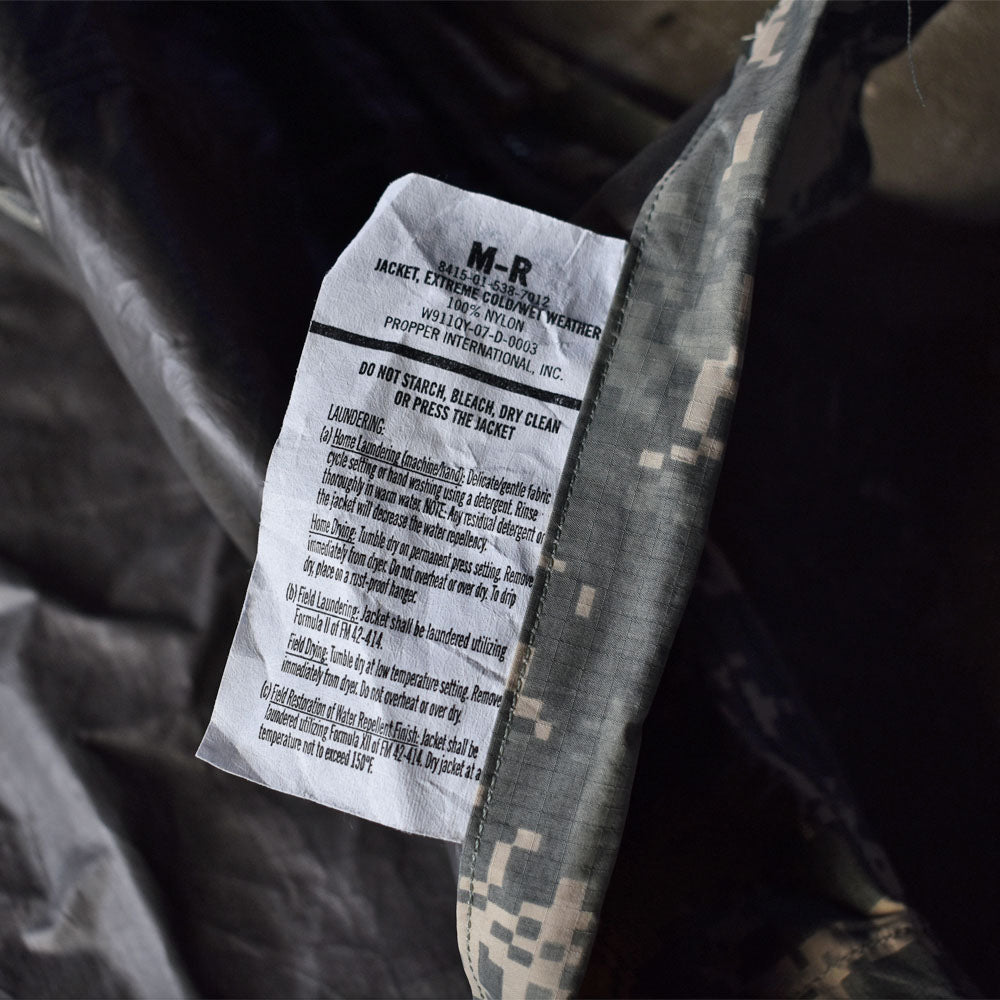 M-R
8415-01-538-7012
JACKET, EXTREME COLD/WET WEATHER
100% NYLON
W911QY-07-D-0003
PROPPER INTERNATIONAL, INC.
DO NOT STARCH, BLEACH, DRY CLEAN
OR PRESS THE JACKET
LAUNDERING:
(a) Home Laundering (machine/hand): Delicate/gentle fabric
cycle setting or hand washing using a detergent. Rinse
thoroughly in warm water. NOTE: Any residual detergent on
the jacket will decrease the water repellency.
Home Drying: Tumble dry on permanent press setting. Remove
immediately from dryer. Do not overheat or over dry. To drip
dry, place on a rust-proof hanger.
(b) Field Laundering: Jacket shall be laundered utilizing
Formula II of FM 42-414.
Field Drying: Tumble dry at low temperature setting. Remove
immediately from dryer. Do not overheat or over dry.
(c) Field Restoration of Water Repellent Finish: Jacket shall be
laundered utilizing Formula XII of FM 42-414. Dry jacket at a
temperature not to exceed 150°F.